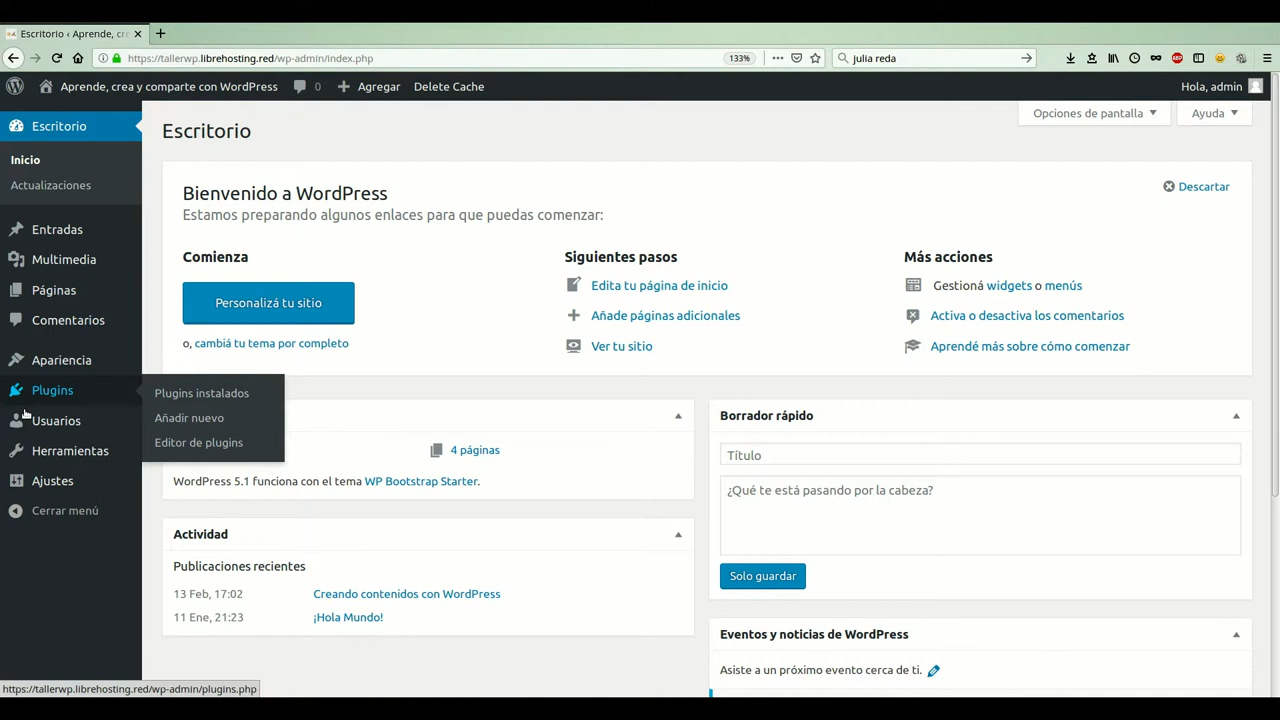 Escritorio ‹ Aprende, cre
https://tallerwp.librehosting.red/wp-admin/index.php
133%
julia reda
Aprende, crea y comparte con WordPress
0
Agregar
Delete Cache
Hola, admin
Escritorio
Inicio
Actualizaciones
Entradas
Multimedia
Páginas
Comentarios
Apariencia
Plugins
Usuarios
Herramientas
Ajustes
Cerrar menú
Plugins instalados
Añadir nuevo
Editor de plugins
Escritorio
Opciones de pantalla
Ayuda
Bienvenido a WordPress
Estamos preparando algunos enlaces para que puedas comenzar:
Descartar
Comienza
Personalizá tu sitio
o, cambiá tu tema por completo
Siguientes pasos
Edita tu página de inicio
Añade páginas adicionales
Ver tu sitio
Más acciones
Gestioná widgets o menús
Activa o desactiva los comentarios
Aprendé más sobre cómo comenzar
4 páginas
WordPress 5.1 funciona con el tema WP Bootstrap Starter.
Actividad
Publicaciones recientes
13 Feb, 17:02 Creando contenidos con WordPress
11 Ene, 21:23 ¡Hola Mundo!
Borrador rápido
Título
¿Qué te está pasando por la cabeza?
Solo guardar
Eventos y noticias de WordPress
Asiste a un próximo evento cerca de ti.
https://tallerwp.librehosting.red/wp-admin/plugins.php